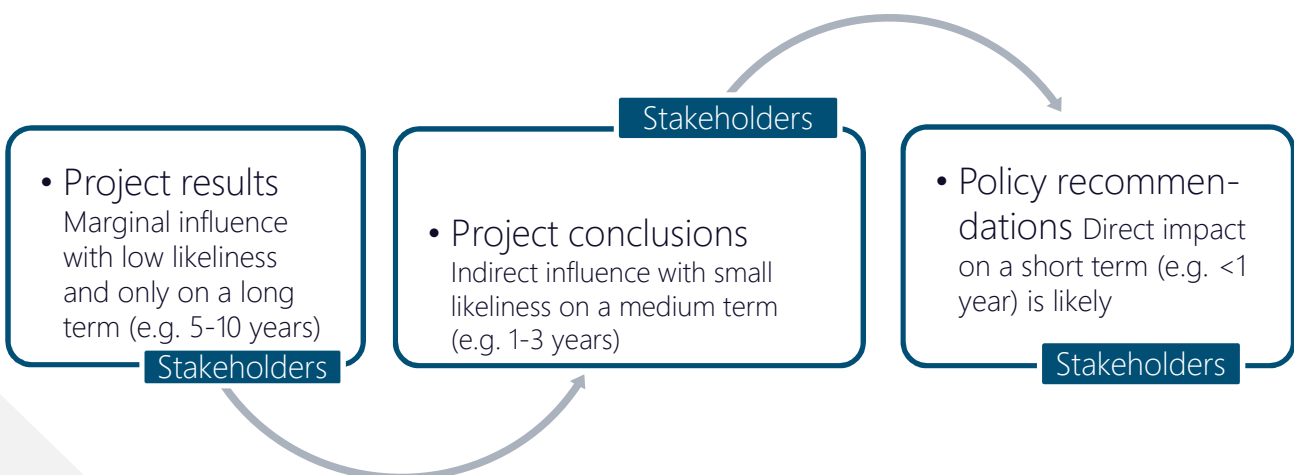 • Project results
Marginal influence
with low likeliness
and only on a long
term (e.g. 5-10 years)
Stakeholders
Stakeholders
• Project conclusions
Indirect influence with small
likeliness on a medium term
(e.g. 1-3 years)
• Policy recommen-
dations Direct impact
on a short term (e.g. <1
year) is likely
Stakeholders